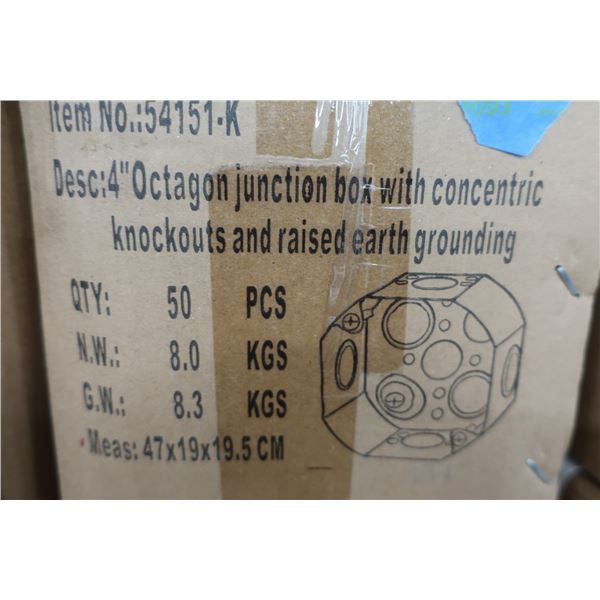 Item No.:54151-K
Desc:4"Octagon junction box with concentric
knockouts and raised earth grounding
QTY: 50 PCS
N.W.: 8.0 KGS
G.W.: 8.3 KGS
Meas: 47x19x19.5 CM